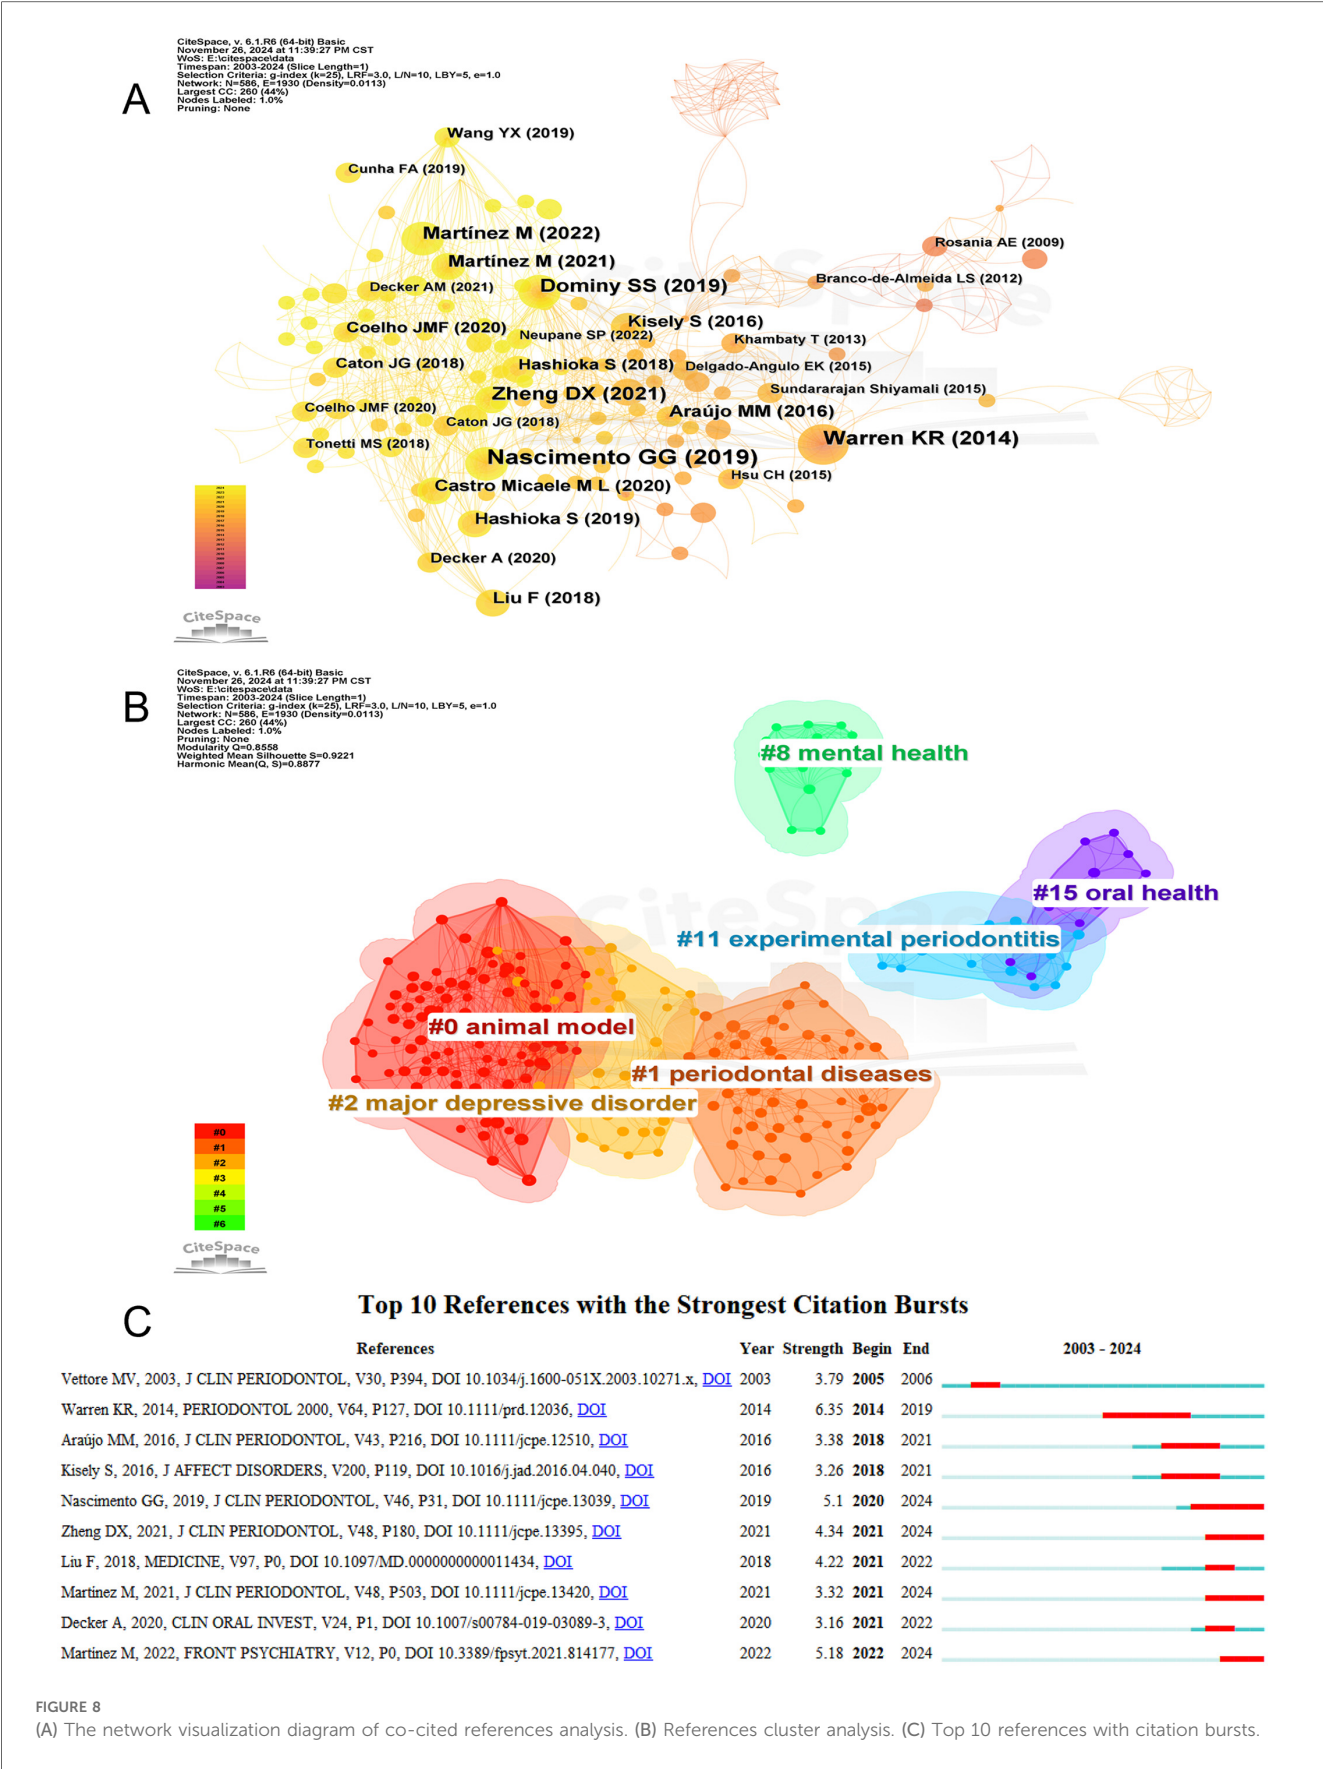 CiteSpace, v. 6.1.R6 (64-bit) Basic
November 26, 2024 at 11:39:27 PM CST
WoS: E:\citespace\data
Timespan: 2003-2024 (Slice Length=1)
Selection Criteria: g-index (k=25), LRF=3.0, L/N=10, LBY=5, e=1.0
Network: N=586, E=1930 (Density=0.0113)
Largest CC: 260 (44%)
Nodes Labeled: 1.0%
Pruning: None
A
Wang YX (2019)
Cunha FA (2019)
Martínez M (2022)
Rosania AE (2009)
Martínez M (2021)
Branco-de-Almeida LS (2012)
Decker AM (2021)
Dominy SS (2019)
Kisely S (2016)
Coelho JMF (2020)
Neupane SP (2022)
Khambaty T (2013)
Caton JG (2018)
Hashioka S (2018)
Delgado-Angulo EK (2015)
Zheng DX (2021)
Sundararajan Shiyamali (2015)
Coelho JMF (2020)
Araújo MM (2016)
Caton JG (2018)
Tonetti MS (2018)
Warren KR (2014)
Nascimento GG (2019)
Hsu CH (2015)
Castro Micaele M L (2020)
Hashioka S (2019)
Decker A (2020)
Liu F (2018)
CiteSpace
CiteSpace
B
CiteSpace, v. 6.1.R6 (64-bit) Basic
November 26, 2024 at 11:39:27 PM CST
WoS: E:\citespace\data
Timespan: 2003-2024 (Slice Length=1)
Selection Criteria: g-index (k=25), LRF=3.0, L/N=10, LBY=5, e=1.0
Network: N=586, E=1930 (Density=0.0113)
Largest CC: 260 (44%)
Nodes Labeled: 1.0%
Pruning: None
Modularity Q=0.8558
Weighted Mean Silhouette S=0.9221
Harmonic Mean(Q, S)=0.8877
#8 mental health
#15 oral health
#11 experimental periodontitis
#0 animal model
#1 periodontal diseases
#2 major depressive disorder
CiteSpace
#0
#1
#2
#3
#4
#5
#6
CiteSpace
C
Top 10 References with the Strongest Citation Bursts
References Year Strength Begin End 2003 - 2024
Vettore MV, 2003, J CLIN PERIODONTOL, V30, P394, DOI 10.1034/j.1600-051X.2003.10271.x, DOI 2003 3.79 2005 2006
Warren KR, 2014, PERIODONTOL 2000, V64, P127, DOI 10.1111/prd.12036, DOI 2014 6.35 2014 2019
Araújo MM, 2016, J CLIN PERIODONTOL, V43, P216, DOI 10.1111/jcpe.12510, DOI 2016 3.38 2018 2021
Kisely S, 2016, J AFFECT DISORDERS, V200, P119, DOI 10.1016/j.jad.2016.04.040, DOI 2016 3.26 2018 2021
Nascimento GG, 2019, J CLIN PERIODONTOL, V46, P31, DOI 10.1111/jcpe.13039, DOI 2019 5.1 2020 2024
Zheng DX, 2021, J CLIN PERIODONTOL, V48, P180, DOI 10.1111/jcpe.13395, DOI 2021 4.34 2021 2024
Liu F, 2018, MEDICINE, V97, P0, DOI 10.1097/MD.0000000000011434, DOI 2018 4.22 2021 2022
Martínez M, 2021, J CLIN PERIODONTOL, V48, P503, DOI 10.1111/jcpe.13420, DOI 2021 3.32 2021 2024
Decker A, 2020, CLIN ORAL INVEST, V24, P1, DOI 10.1007/s00784-019-03089-3, DOI 2020 3.16 2021 2022
Martínez M, 2022, FRONT PSYCHIATRY, V12, P0, DOI 10.3389/fpsyt.2021.814177, DOI 2022 5.18 2022 2024
FIGURE 8
(A) The network visualization diagram of co-cited references analysis. (B) References cluster analysis. (C) Top 10 references with citation bursts.